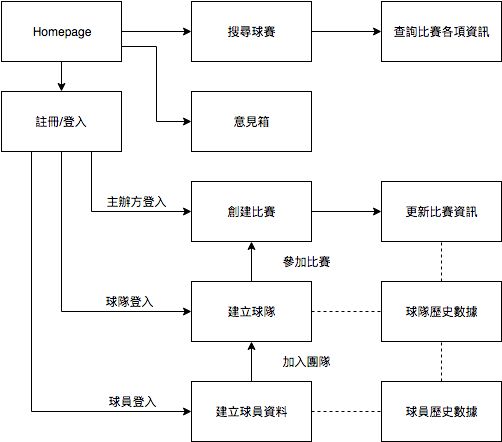 Homepage
搜尋球賽
查詢比賽各項資訊
註冊/登入
意見箱
主辦方登入
創建比賽
更新比賽資訊
參加比賽
球隊登入
建立球隊
球隊歷史數據
加入團隊
球員登入
建立球員資料
球員歷史數據